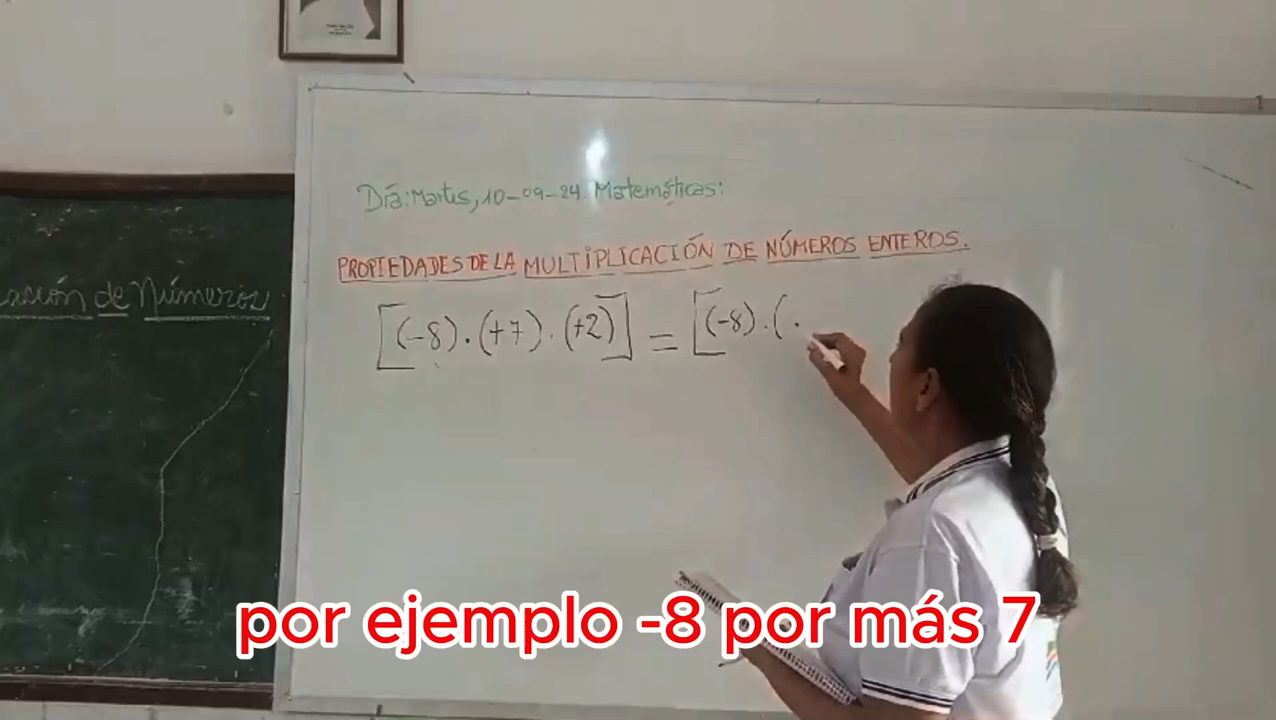 Día: Martes, 10-09-24. Matemáticas:
PROPIEDADES DE LA MULTIPLICACIÓN DE NÚMEROS ENTEROS.
[(-8).(+7).(+2)] = [(-8).(.
de Números
por ejemplo -8 por más 7